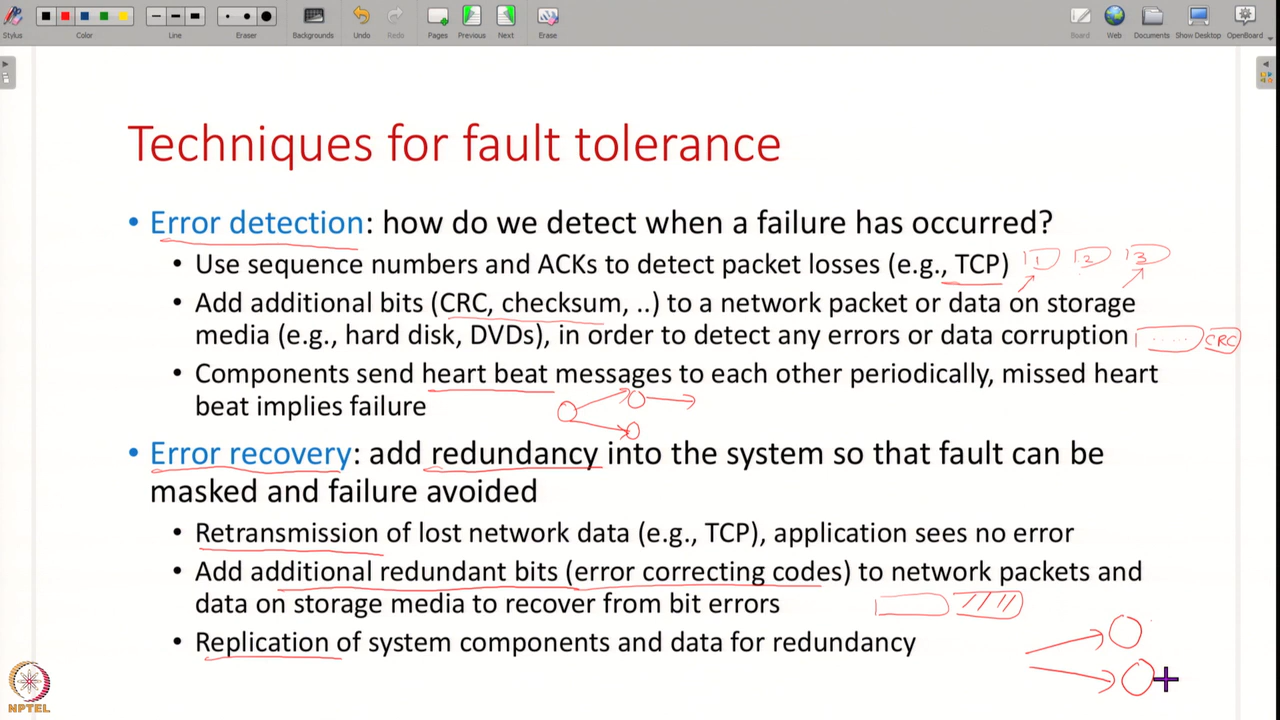 Stylus
Color
Line
Eraser
Backgrounds
Undo
Redo
Pages
Previous
Next
Erase
Board
Web
Documents
Show Desktop
OpenBoard
Techniques for fault tolerance
• Error detection: how do we detect when a failure has occurred?
• Use sequence numbers and ACKs to detect packet losses (e.g., TCP) 1 2 3
• Add additional bits (CRC, checksum, ..) to a network packet or data on storage
media (e.g., hard disk, DVDs), in order to detect any errors or data corruption CRC
• Components send heart beat messages to each other periodically, missed heart
beat implies failure
• Error recovery: add redundancy into the system so that fault can be
masked and failure avoided
• Retransmission of lost network data (e.g., TCP), application sees no error
• Add additional redundant bits (error correcting codes) to network packets and
data on storage media to recover from bit errors
• Replication of system components and data for redundancy
NPTEL